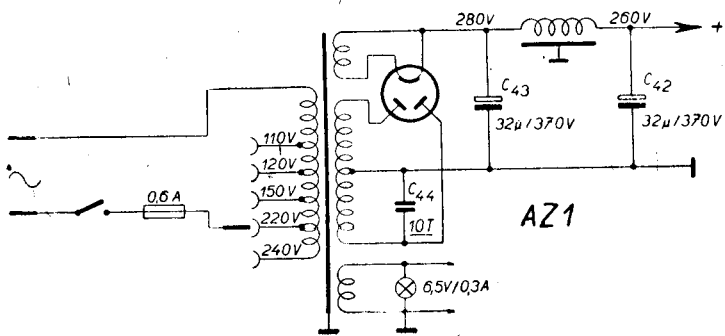 280V
260V
+
C43
32µ/370V
C42
32µ/370V
110V
120V
150V
0,6A
220V
240V
C44
10T
AZ1
6,5V/0,3A